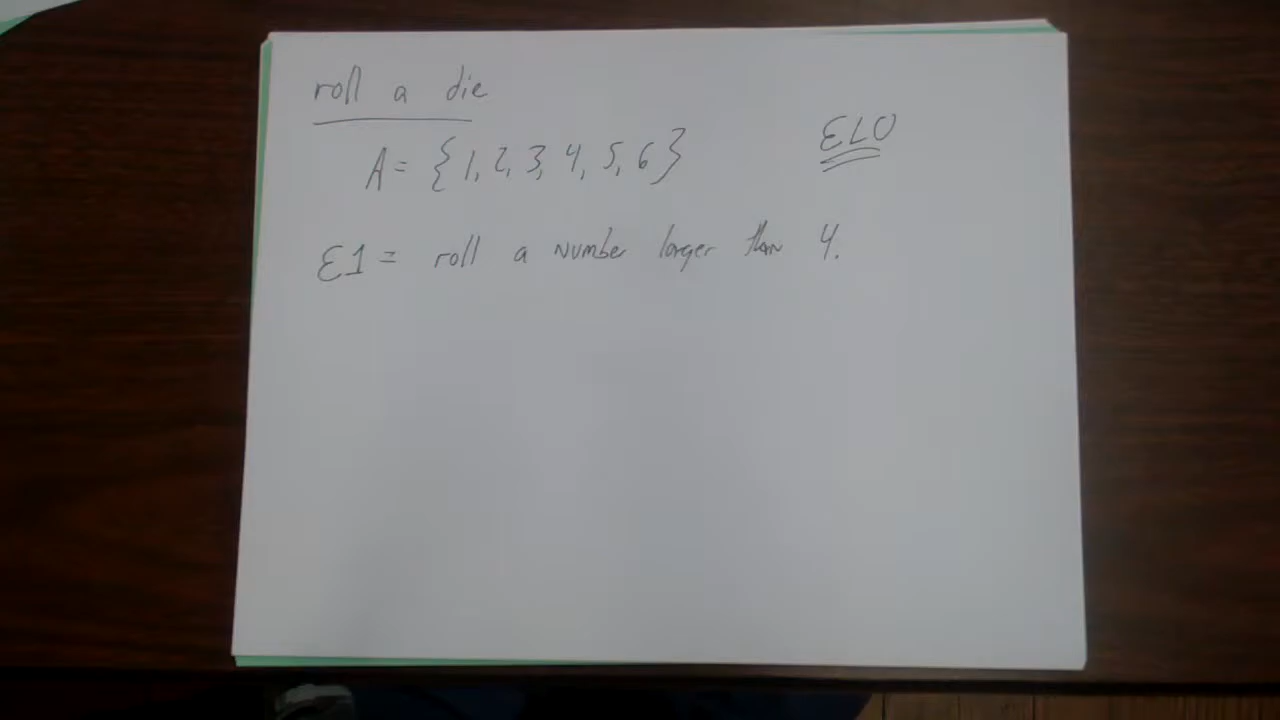 roll a die
A = {1, 2, 3, 4, 5, 6}
ELO
E1 = roll a number larger than 4.